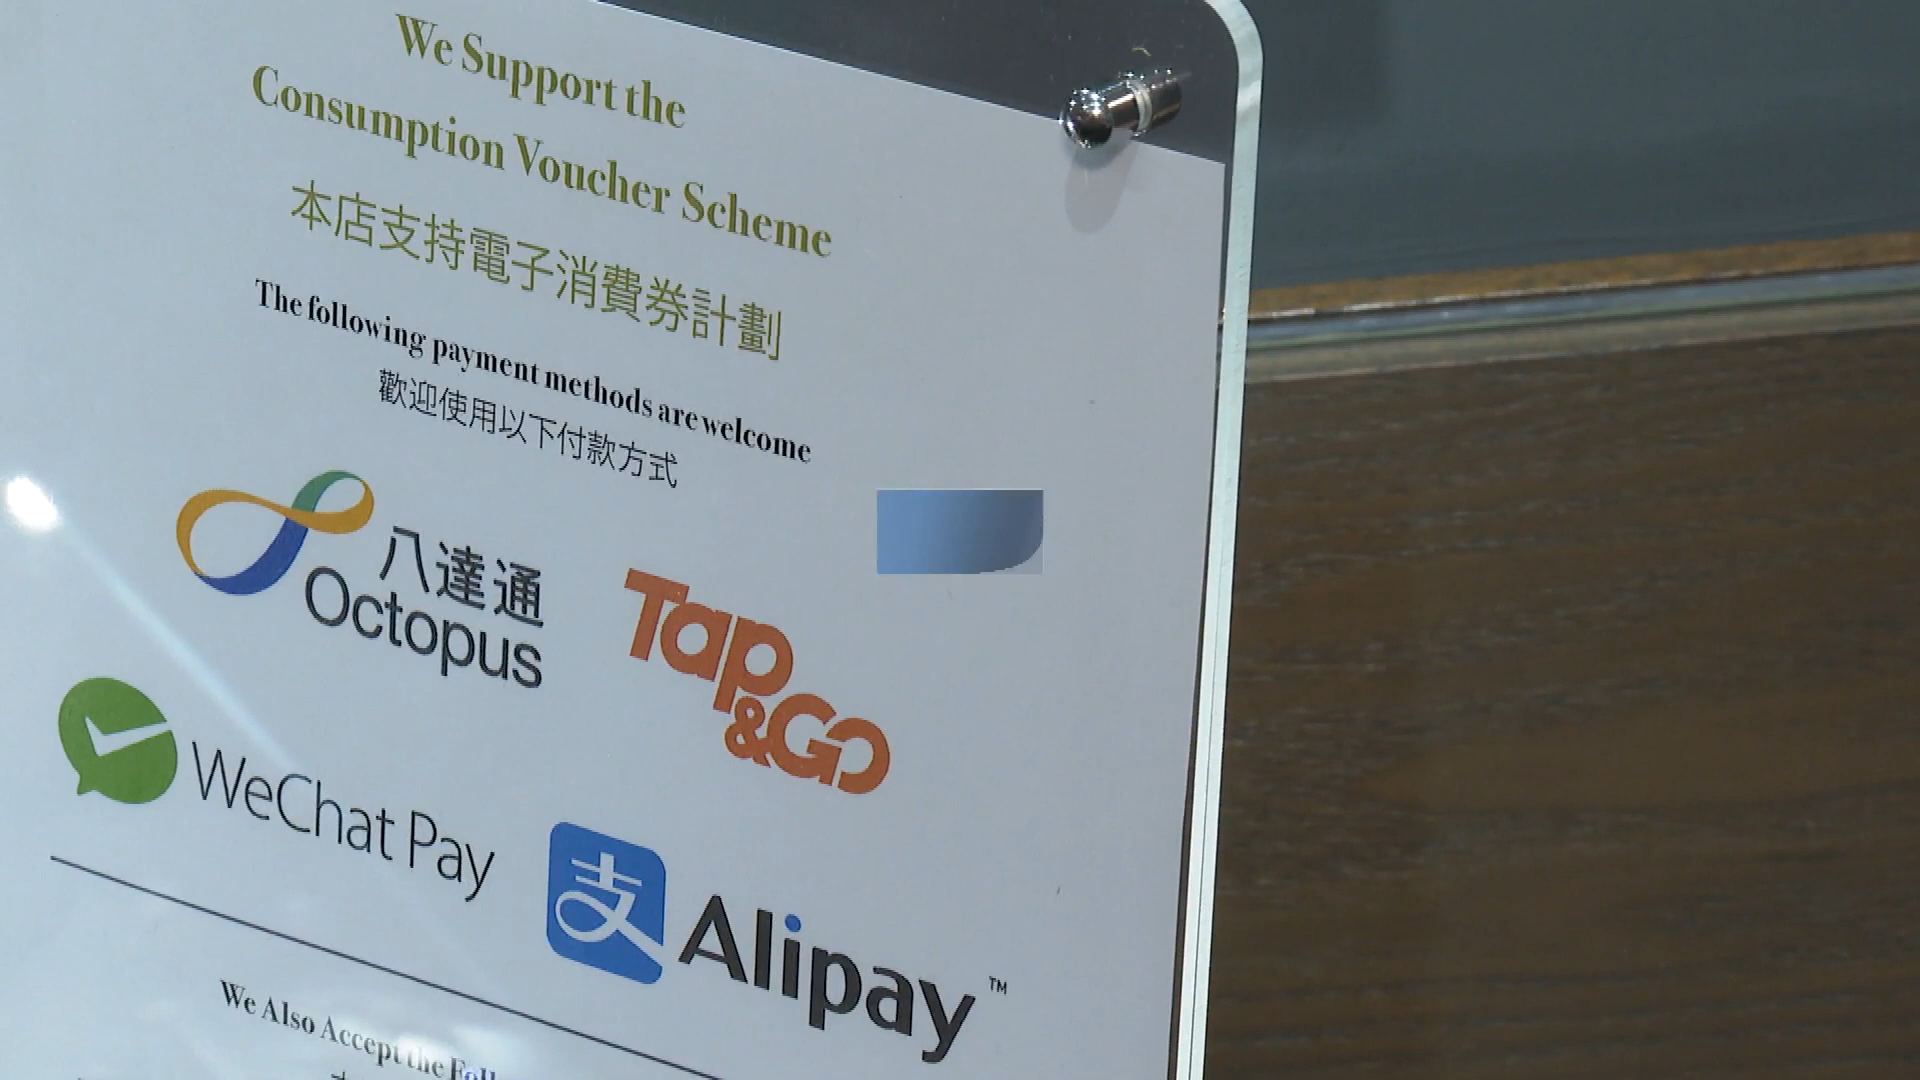 We Support the
Consumption Voucher Scheme
本店支持電子消費券計劃
The following payment methods are welcome
歡迎使用以下付款方式
八達通
Octopus
Tap
&Go
WeChat Pay
支 Alipay™
We Also Accept the